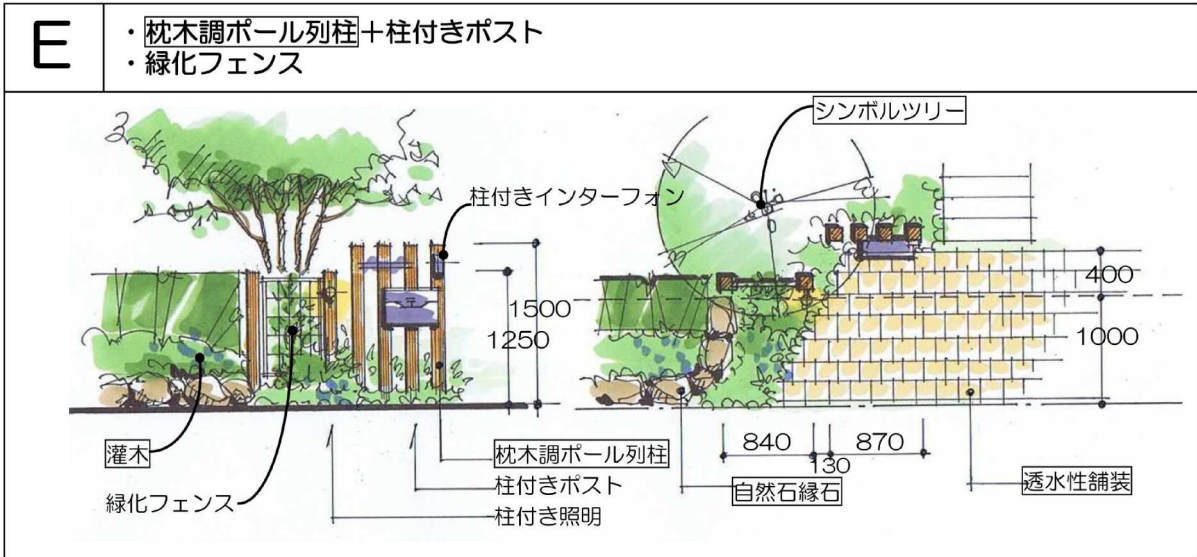 E
・枕木調ポール列柱＋柱付きポスト
・緑化フェンス
シンボルツリー
柱付きインターフォン
1500
1250
400
1000
840
130
870
灌木
緑化フェンス
枕木調ポール列柱
柱付きポスト
柱付き照明
自然石縁石
透水性舗装
〒